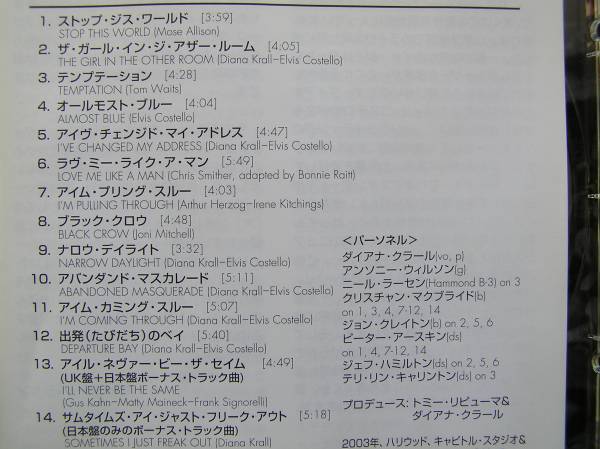 1. ストップ・ジス・ワールド [3:59]
STOP THIS WORLD (Mose Allison)
2. ザ・ガール・イン・ジ・アザー・ルーム [4:05]
THE GIRL IN THE OTHER ROOM (Diana Krall–Elvis Costello)
3. テンプテーション [4:28]
TEMPTATION (Tom Waits)
4. オールモスト・ブルー [4:04]
ALMOST BLUE (Elvis Costello)
5. アイヴ・チェンジド・マイ・アドレス [4:47]
I'VE CHANGED MY ADDRESS (Diana Krall–Elvis Costello)
6. ラヴ・ミー・ライク・ア・マン [5:49]
LOVE ME LIKE A MAN (Chris Smither, adapted by Bonnie Raitt)
7. アイム・プリング・スルー [4:03]
I'M PULLING THROUGH (Arthur Herzog–Irene Kitchings)
8. ブラック・クロウ [4:48]
BLACK CROW (Joni Mitchell)
9. ナロウ・デイライト [3:32]
NARROW DAYLIGHT (Diana Krall–Elvis Costello)
10. アバンダンド・マスカレード [5:11]
ABANDONED MASQUERADE (Diana Krall–Elvis Costello)
11. アイム・カミング・スルー [5:07]
I'M COMING THROUGH (Diana Krall–Elvis Costello)
12. 出発(たびだち)のベイ [5:40]
DEPARTURE BAY (Diana Krall–Elvis Costello)
13. アイル・ネヴァー・ビー・ザ・セイム [4:49]
(UK盤+日本盤ボーナス・トラック曲)
I'LL NEVER BE THE SAME
(Gus Kahn–Matty Maineck–Frank Signorelli)
14. サムタイムズ・アイ・ジャスト・フリーク・アウト [5:18]
(日本盤のみのボーナス・トラック曲)
SOMETIMES I JUST FREAK OUT (Diana Krall)
<パーソネル>
ダイアナ・クラール(vo, p)
アンソニー・ウィルソン(g)
ニール・ラーセン(Hammond B-3) on 3
クリスチャン・マクブライド(b)
on 1, 3, 4, 7-12, 14
ジョン・クレイトン(b) on 2, 5, 6
ピーター・アースキン(ds)
on 1, 4, 7-12, 14
ジェフ・ハミルトン(ds) on 2, 5, 6
テリ・リン・キャリントン(ds) on 3
プロデュース:トミー・リピューマ&
ダイアナ・クラール
2003年、ハリウッド、キャピトル・スタジオ&